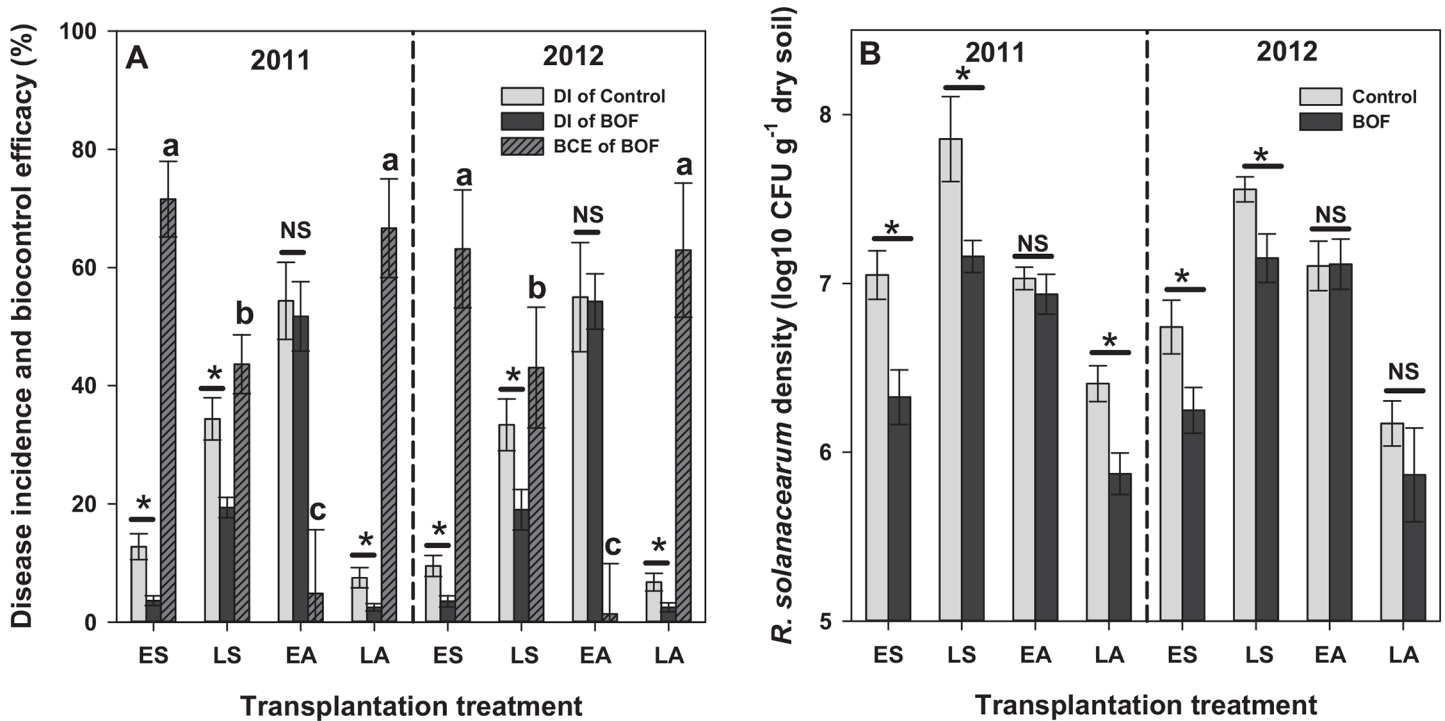 Disease incidence and biocontrol efficacy (%)
100
80
60
40
20
0
A
2011
2012
DI of Control
DI of BOF
BCE of BOF
*
a
*
b
NS
c
*
a
*
a
*
b
NS
c
*
a
ES LS EA LA ES LS EA LA
Transplantation treatment
R. solanacearum density (log10 CFU g-1 dry soil)
8
7
6
5
B
2011
2012
Control
BOF
*
*
NS
*
*
*
NS
NS
ES LS EA LA ES LS EA LA
Transplantation treatment